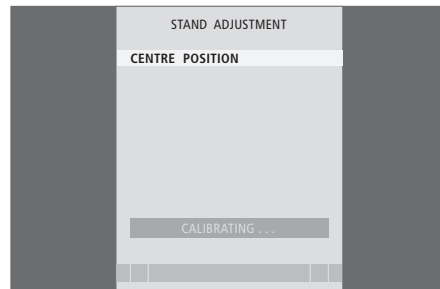 STAND ADJUSTMENT
CENTRE POSITION
CALIBRATING . . .